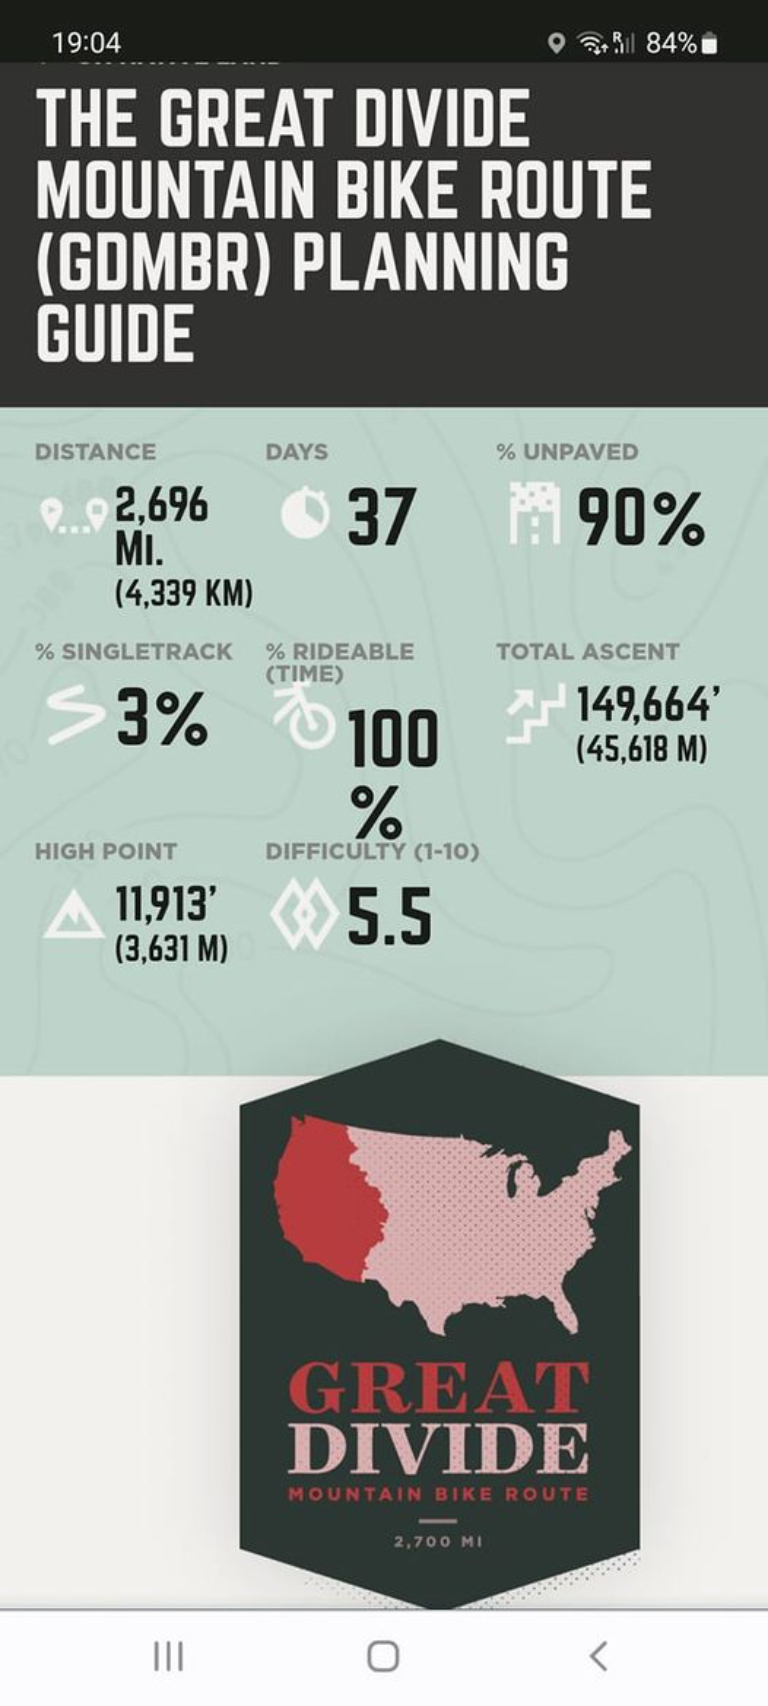 19:04
R
84%
THE GREAT DIVIDE
MOUNTAIN BIKE ROUTE
(GDMBR) PLANNING
GUIDE
DISTANCE
2,696
MI.
(4,339 KM)
DAYS
37
% UNPAVED
90%
% SINGLETRACK
3%
% RIDEABLE
(TIME)
100
%
TOTAL ASCENT
149,664’
(45,618 M)
HIGH POINT
11,913’
(3,631 M)
DIFFICULTY (1-10)
5.5
GREAT
DIVIDE
MOUNTAIN BIKE ROUTE
2,700 MI